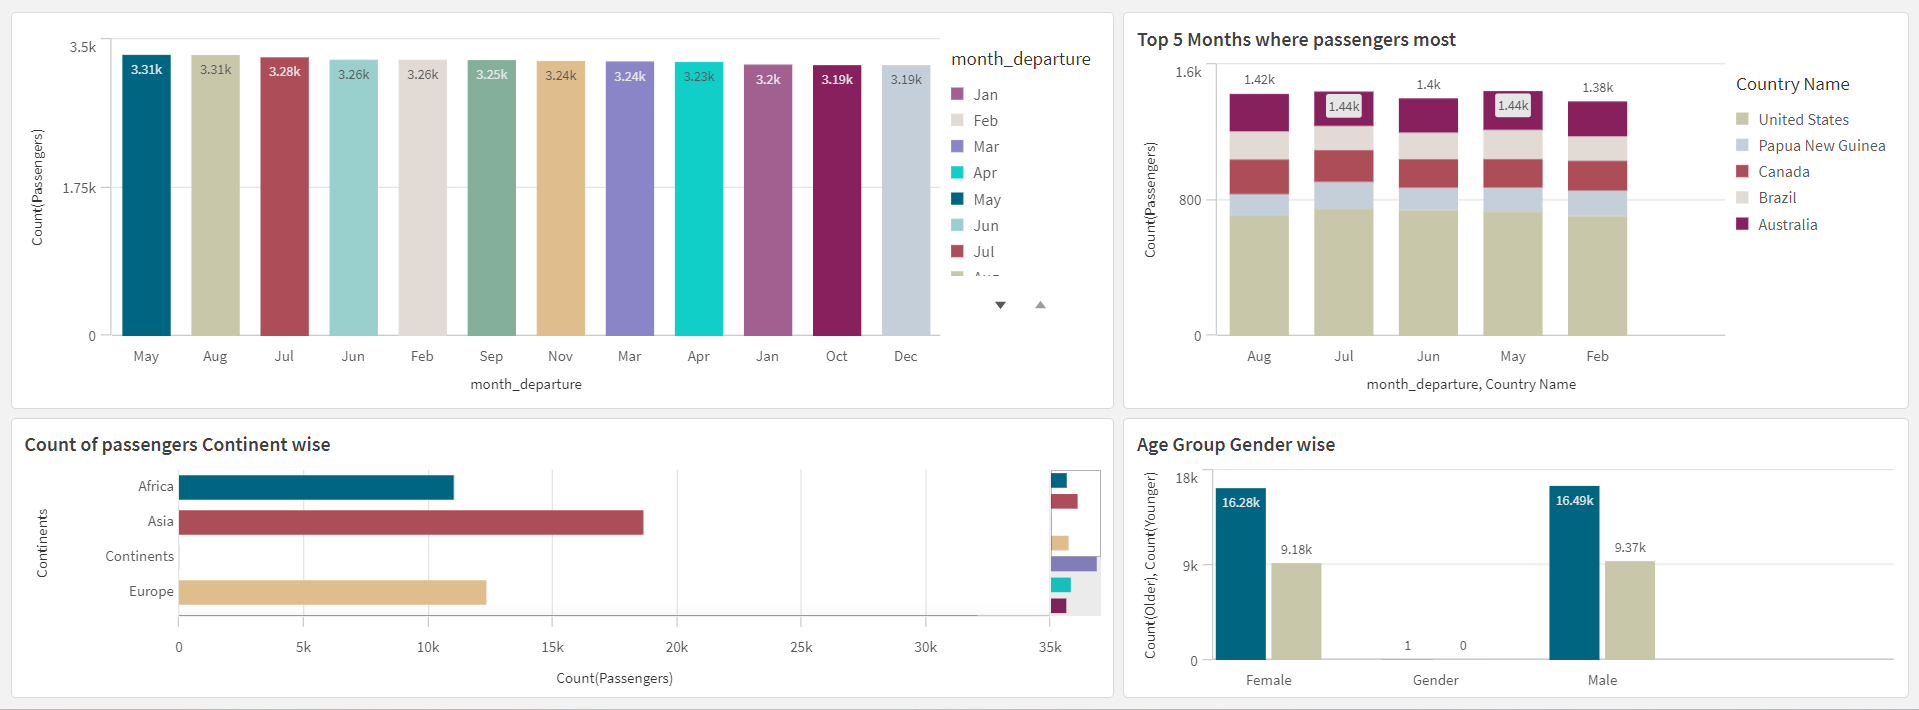 3.5k
1.75k
0
Count(Passengers)
3.31k
3.31k
3.28k
3.26k
3.26k
3.25k
3.24k
3.24k
3.23k
3.2k
3.19k
3.19k
May
Aug
Jul
Jun
Feb
Sep
Nov
Mar
Apr
Jan
Oct
Dec
month_departure
month_departure
Jan
Feb
Mar
Apr
May
Jun
Jul
Aug
Top 5 Months where passengers most
1.6k
800
0
Count(Passengers)
1.42k
1.44k
1.4k
1.44k
1.38k
Aug
Jul
Jun
May
Feb
month_departure, Country Name
Country Name
United States
Papua New Guinea
Canada
Brazil
Australia
Count of passengers Continent wise
Continents
Africa
Asia
Continents
Europe
0
5k
10k
15k
20k
25k
30k
35k
Count(Passengers)
Age Group Gender wise
Count(Older), Count(Younger)
18k
9k
0
16.28k
9.18k
1
0
16.49k
9.37k
Female
Gender
Male